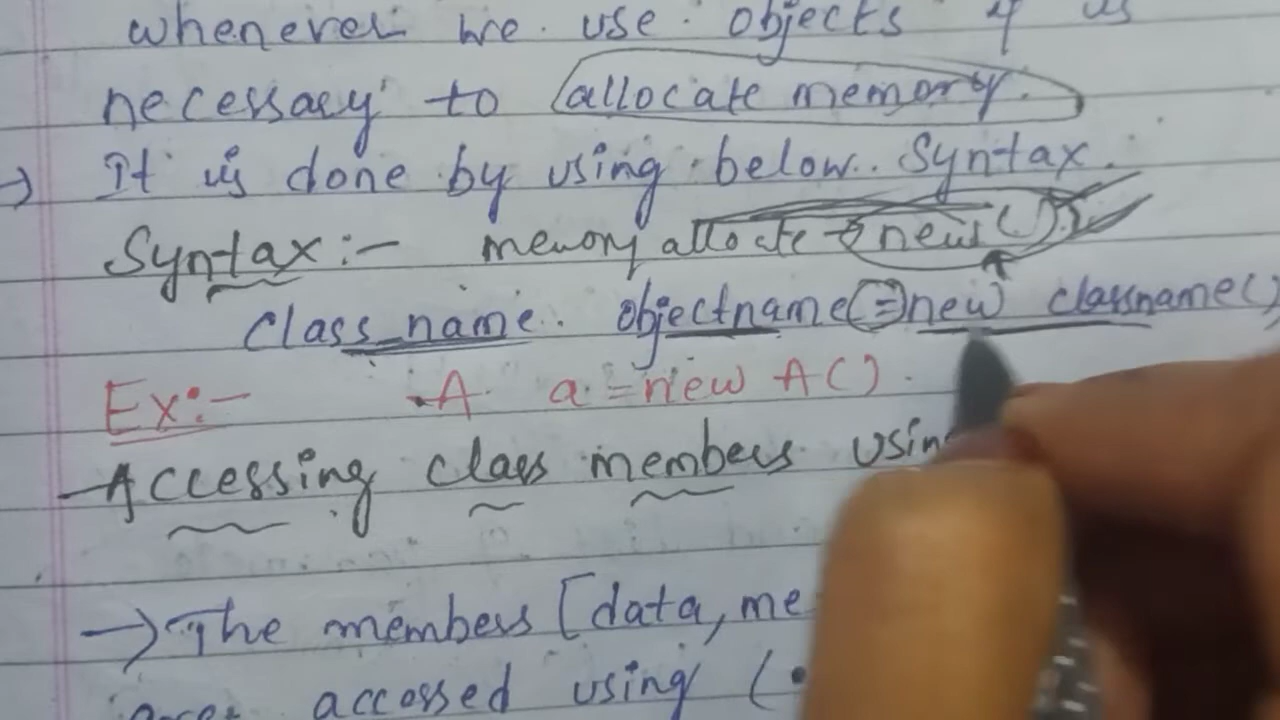 whenever we use objects it is
necessary to allocate memory.
→ It is done by using below.. Syntax.
Syntax :- memory allocate → new( );
Class_name. objectname = new classname()
Ex:- A a = new A().
Accessing class members using
→ The members [data, me
are accessed using (.